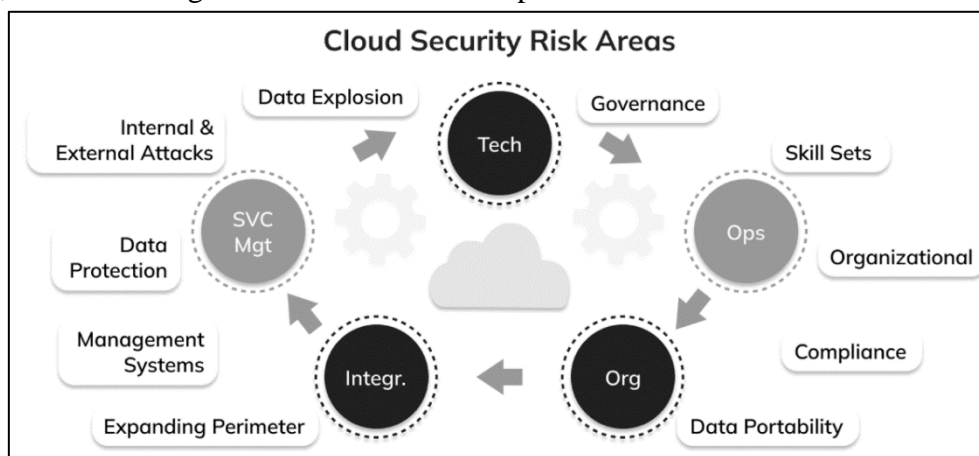 Cloud Security Risk Areas
Data Explosion
Tech
Governance
Internal &
External Attacks
Skill Sets
SVC
Mgt
Ops
Data
Protection
Organizational
Management
Systems
Integr.
Org
Compliance
Expanding Perimeter
Data Portability